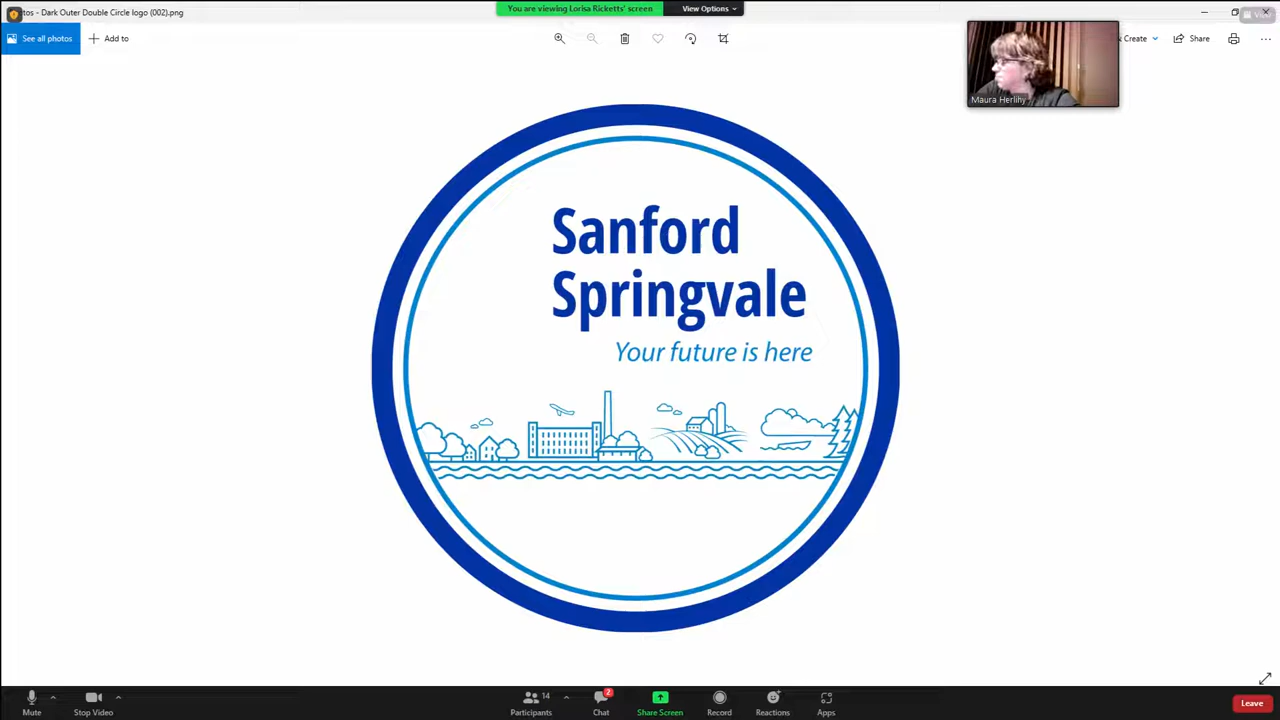 tos - Dark Outer Double Circle logo (002).png
You are viewing Lorisa Ricketts' screen
View Options
See all photos
Add to
Create
Share
Maura Herlihy
Sanford
Springvale
Your future is here
Mute
Stop Video
14
Participants
2
Chat
Share Screen
Record
Reactions
Apps
Leave